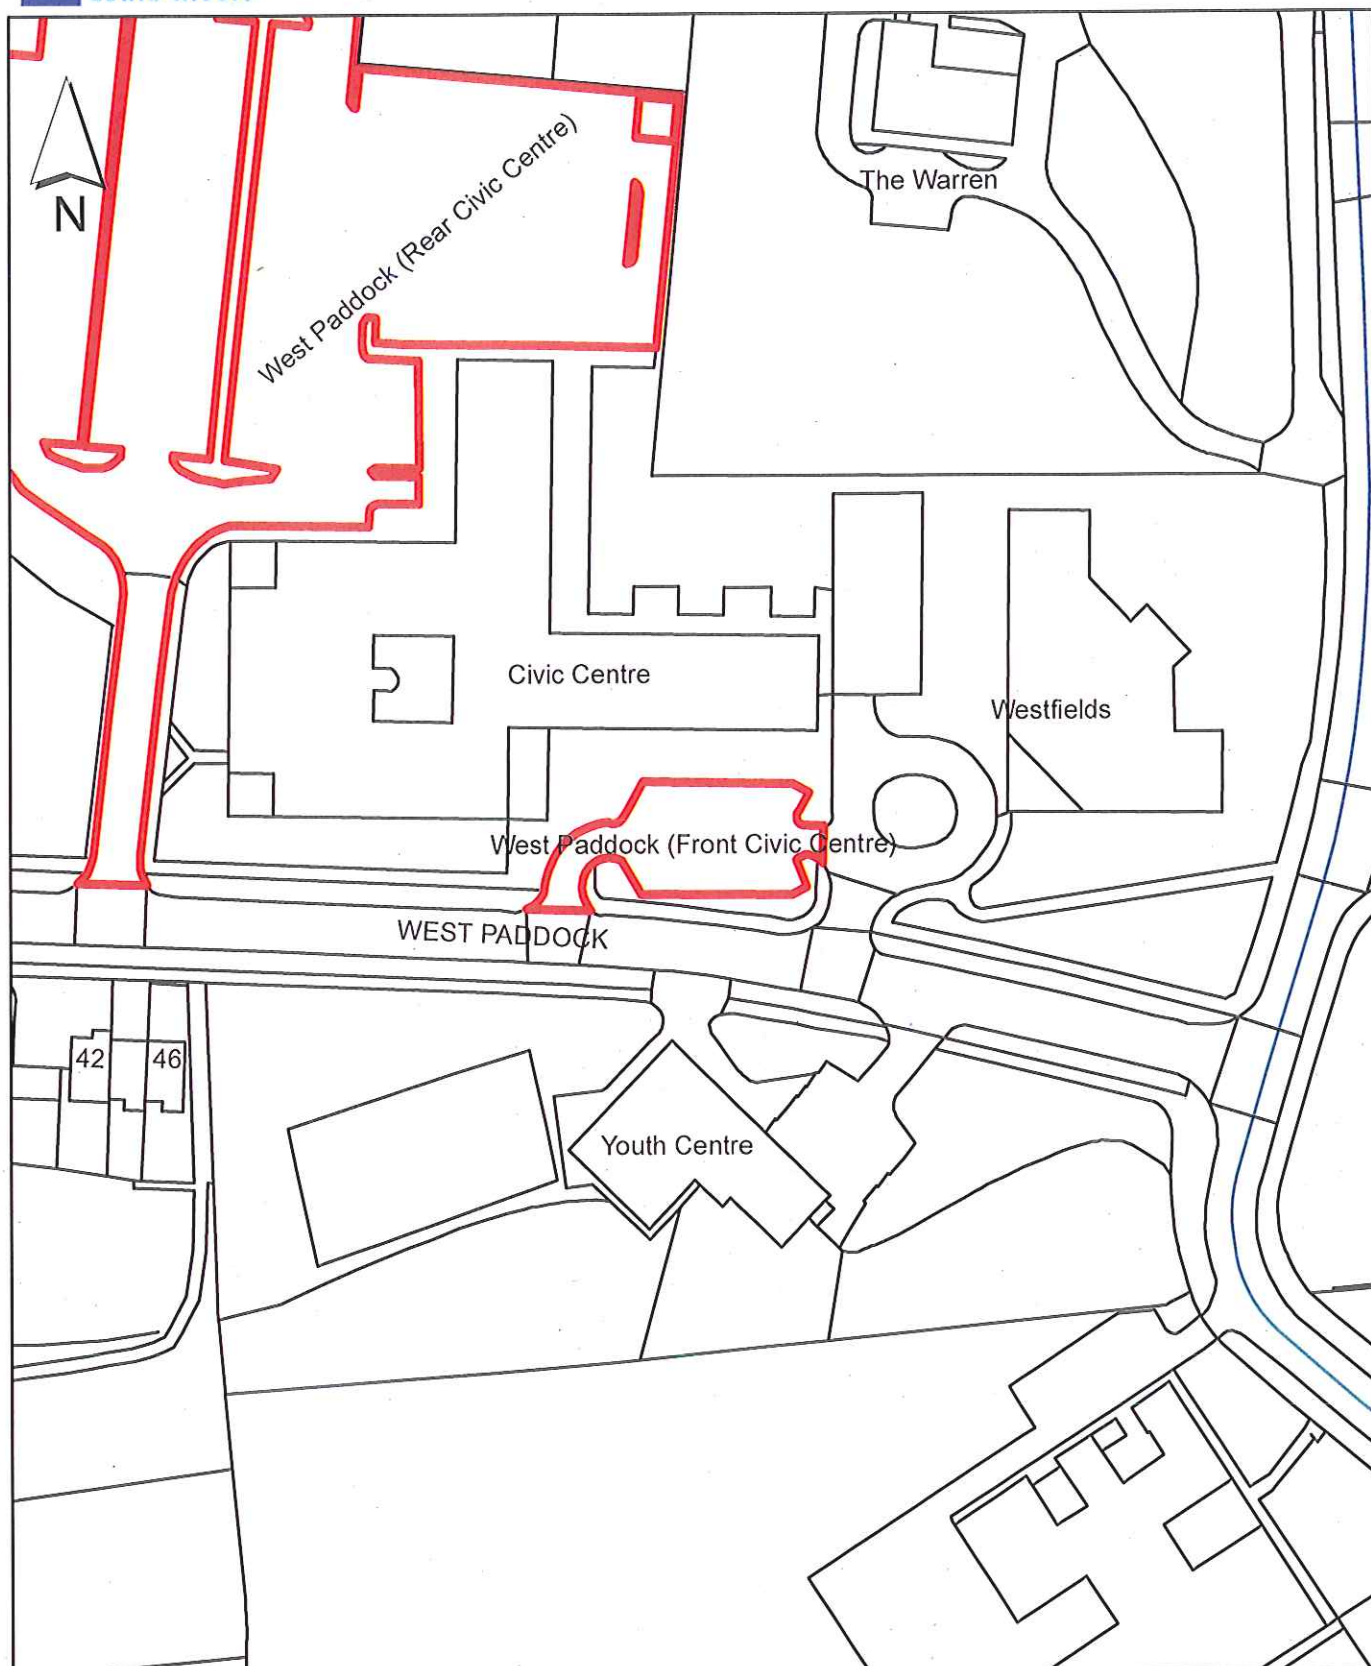 N
West Paddock (Rear Civic Centre)
The Warren
Civic Centre
Westfields
West Paddock (Front Civic Centre)
WEST PADDOCK
42
46
Youth Centre